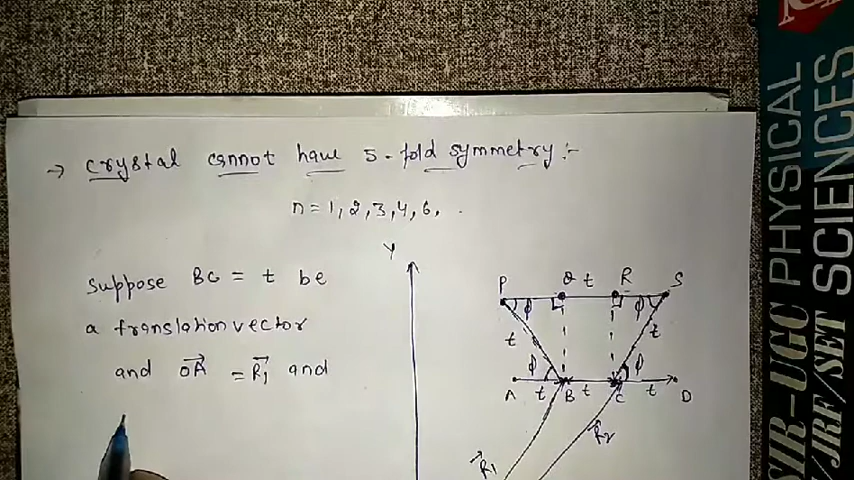 → crystal cannot have 5-fold symmetry :-
n = 1, 2, 3, 4, 6, .
suppose BC = t be
a translation vector
and OA = R1 and
Y
P Q t R S
φ φ
t t
φ φ
A t B t C t D
R1
R2
CSIR-UGC
JRF/SET
PHYSICAL
SCIENCES